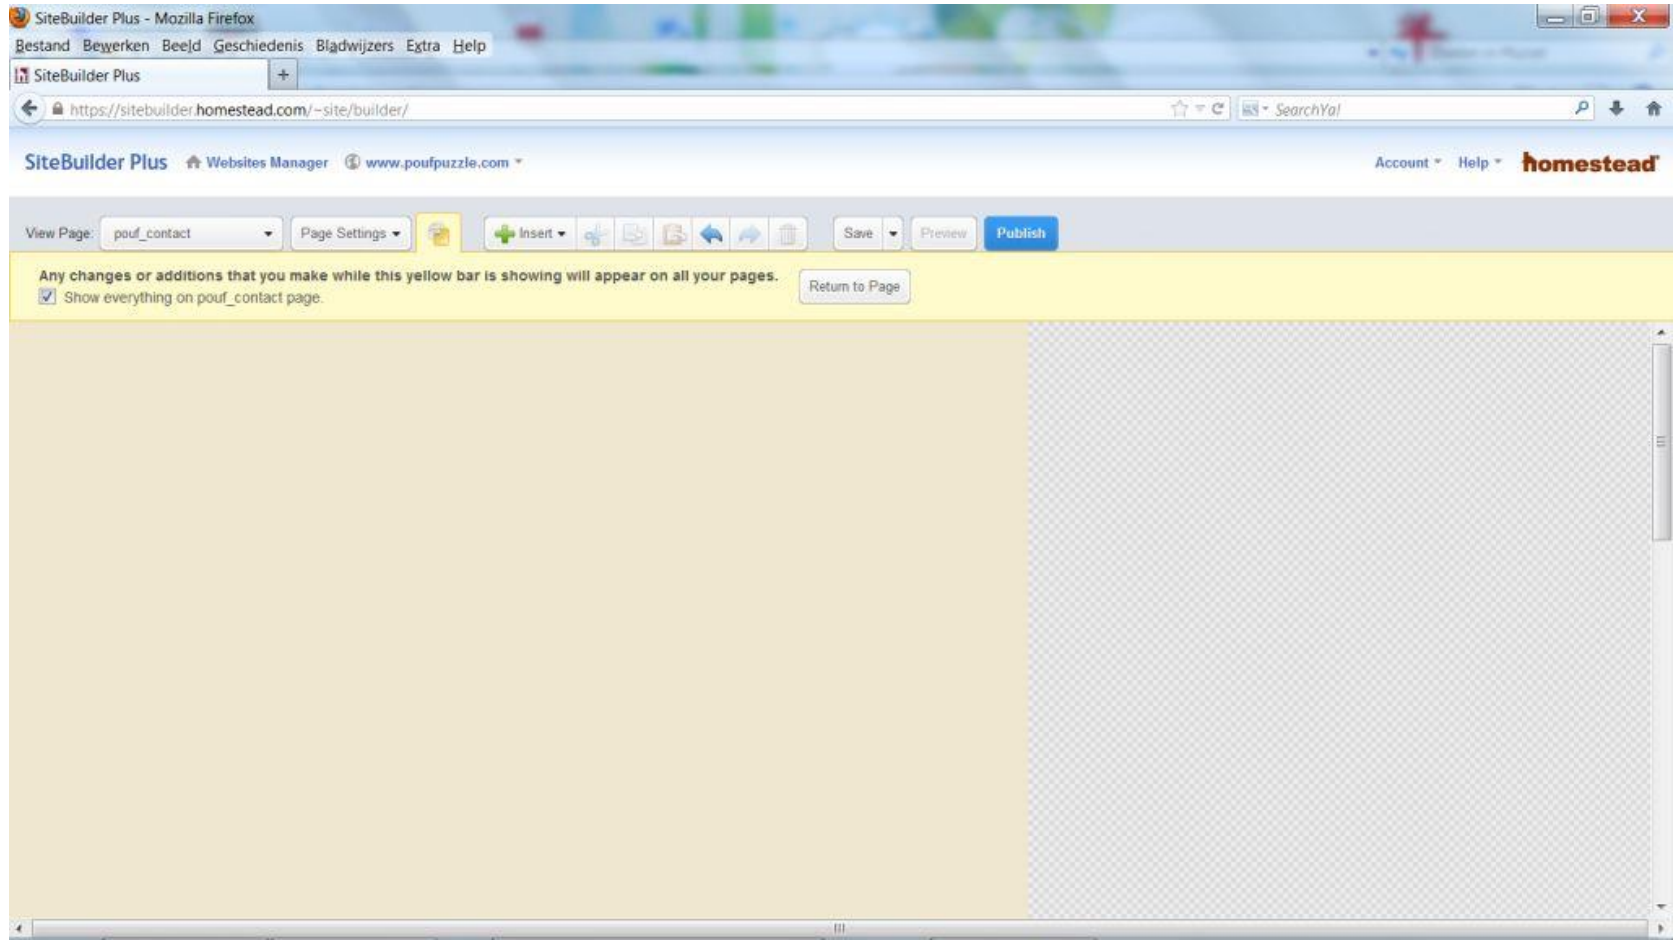 SiteBuilder Plus - Mozilla Firefox
Bestand Bewerken Beeld Geschiedenis Bladwijzers Extra Help
SiteBuilder Plus
https://sitebuilder.homestead.com/~site/builder/
SearchYa!
SiteBuilder Plus Websites Manager www.poufpuzzle.com Account Help homestead
View Page: pouf_contact Page Settings Insert Save Preview Publish
Any changes or additions that you make while this yellow bar is showing will appear on all your pages.
Show everything on pouf_contact page.
Return to Page